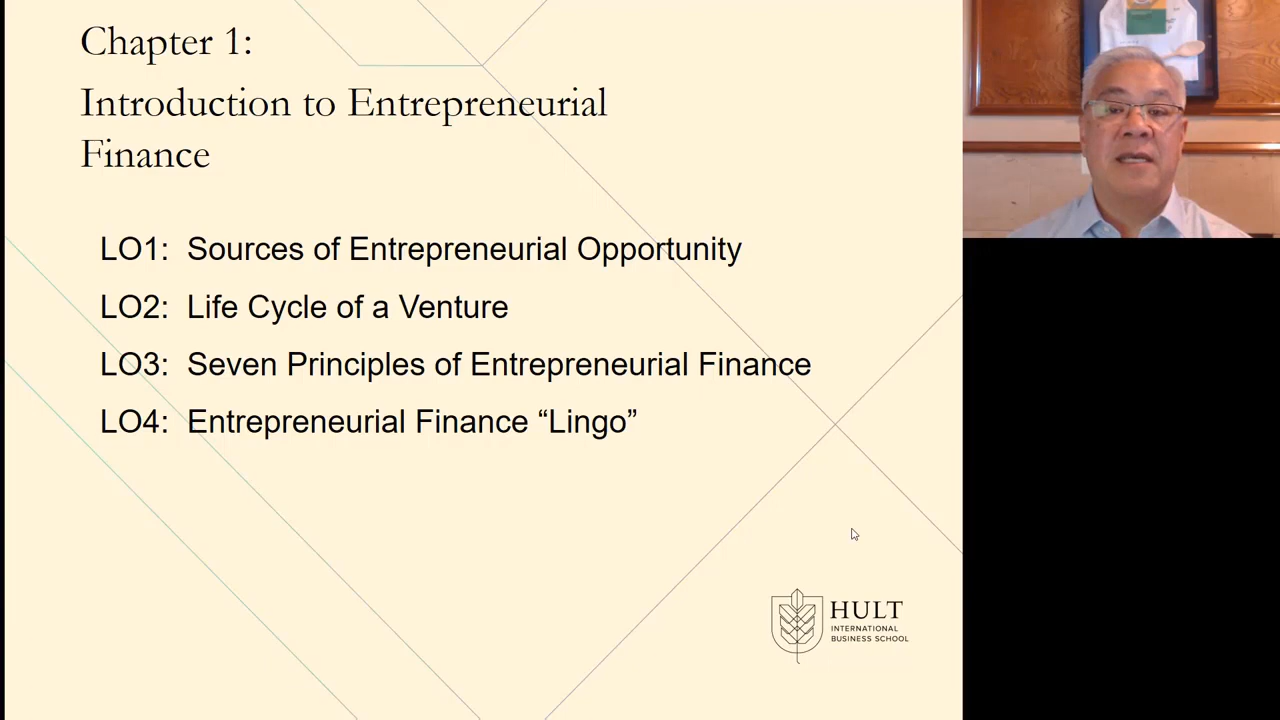 Chapter 1:
Introduction to Entrepreneurial
Finance
LO1: Sources of Entrepreneurial Opportunity
LO2: Life Cycle of a Venture
LO3: Seven Principles of Entrepreneurial Finance
LO4: Entrepreneurial Finance “Lingo”
HULT
INTERNATIONAL
BUSINESS SCHOOL